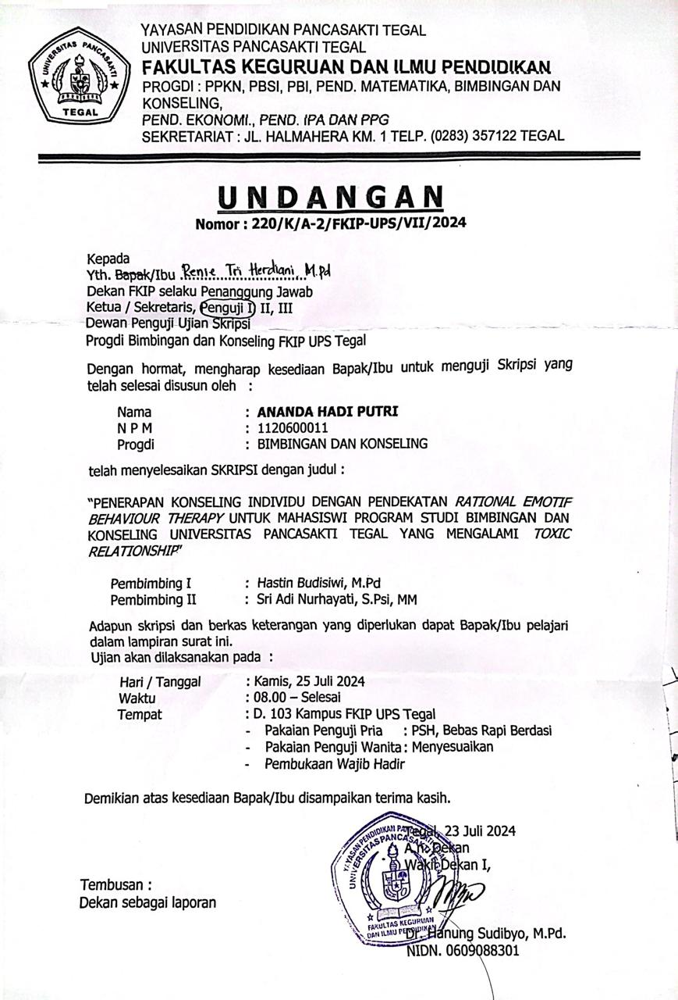 UNIVERSITAS PANCASAKTI
TEGAL
YAYASAN PENDIDIKAN PANCASAKTI TEGAL
UNIVERSITAS PANCASAKTI TEGAL
FAKULTAS KEGURUAN DAN ILMU PENDIDIKAN
PROGDI : PPKN, PBSI, PBI, PEND. MATEMATIKA, BIMBINGAN DAN
KONSELING,
PEND. EKONOMI., PEND. IPA DAN PPG
SEKRETARIAT : JL. HALMAHERA KM. 1 TELP. (0283) 357122 TEGAL
UNDANGAN
Nomor : 220/K/A-2/FKIP-UPS/VII/2024
Kepada
Yth. Bapak/Ibu Renie Tri Herdiani, M.Pd
Dekan FKIP selaku Penanggung Jawab
Ketua / Sekretaris, Penguji I, II, III
Dewan Penguji Ujian Skripsi
Progdi Bimbingan dan Konseling FKIP UPS Tegal
Dengan hormat, mengharap kesediaan Bapak/Ibu untuk menguji Skripsi yang
telah selesai disusun oleh :
Nama : ANANDA HADI PUTRI
N P M : 1120600011
Progdi : BIMBINGAN DAN KONSELING
telah menyelesaikan SKRIPSI dengan judul :
"PENERAPAN KONSELING INDIVIDU DENGAN PENDEKATAN RATIONAL EMOTIF
BEHAVIOUR THERAPY UNTUK MAHASISWI PROGRAM STUDI BIMBINGAN DAN
KONSELING UNIVERSITAS PANCASAKTI TEGAL YANG MENGALAMI TOXIC
RELATIONSHIP"
Pembimbing I : Hastin Budisiwi, M.Pd
Pembimbing II : Sri Adi Nurhayati, S.Psi, MM
Adapun skripsi dan berkas keterangan yang diperlukan dapat Bapak/Ibu pelajari
dalam lampiran surat ini.
Ujian akan dilaksanakan pada :
Hari / Tanggal : Kamis, 25 Juli 2024
Waktu : 08.00 – Selesai
Tempat : D. 103 Kampus FKIP UPS Tegal
- Pakaian Penguji Pria : PSH, Bebas Rapi Berdasi
- Pakaian Penguji Wanita : Menyesuaikan
- Pembukaan Wajib Hadir
Demikian atas kesediaan Bapak/Ibu disampaikan terima kasih.
Tegal, 23 Juli 2024
A.n. Dekan
Wakil Dekan I,
YAYASAN PENDIDIKAN PANCASAKTI TEGAL
UNIVERSITAS PANCASAKTI TEGAL
FAKULTAS KEGURUAN
DAN ILMU PENDIDIKAN
Tembusan :
Dekan sebagai laporan
Dr. Hanung Sudibyo, M.Pd.
NIDN. 0609088301